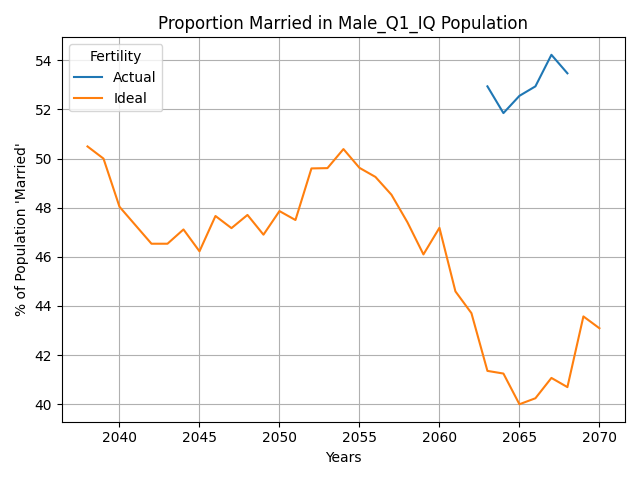 Proportion Married in Male_Q1_IQ Population
% of Population 'Married'
54
52
50
48
46
44
42
40
Fertility
Actual
Ideal
2040 2045 2050 2055 2060 2065 2070
Years